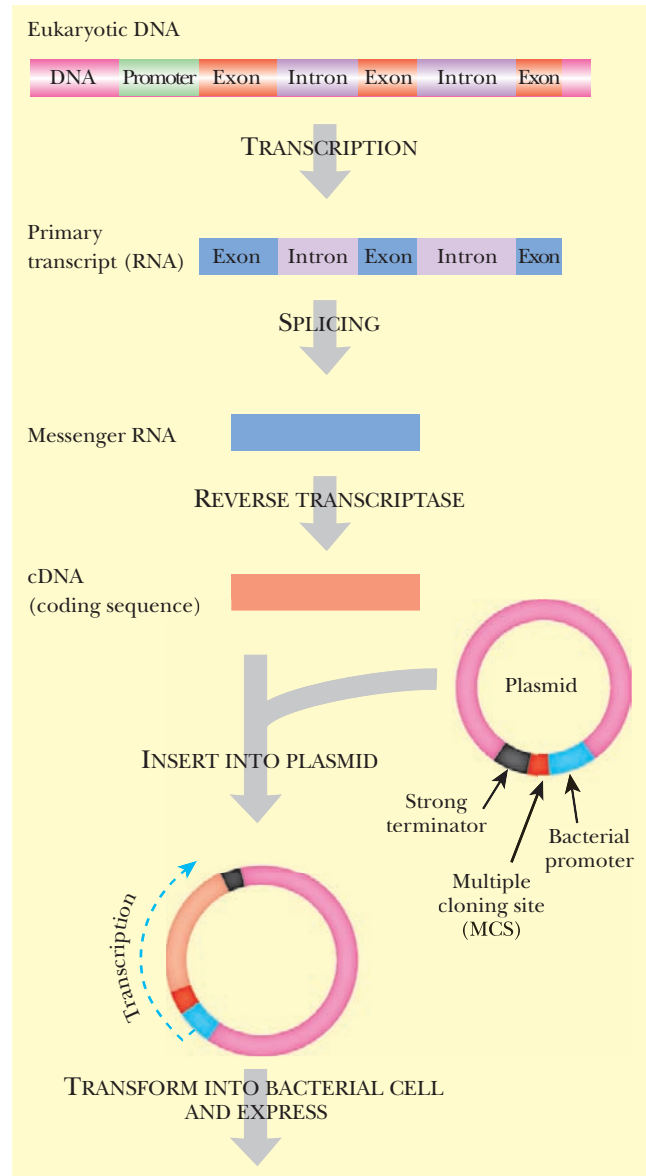 Eukaryotic DNA
DNA Promoter Exon Intron Exon Intron Exon
TRANSCRIPTION
Primary
transcript (RNA)
Exon Intron Exon Intron Exon
SPLICING
Messenger RNA
REVERSE TRANSCRIPTASE
cDNA
(coding sequence)
Plasmid
INSERT INTO PLASMID
Strong
terminator
Bacterial
promoter
Multiple
cloning site
(MCS)
Transcription
TRANSFORM INTO BACTERIAL CELL
AND EXPRESS